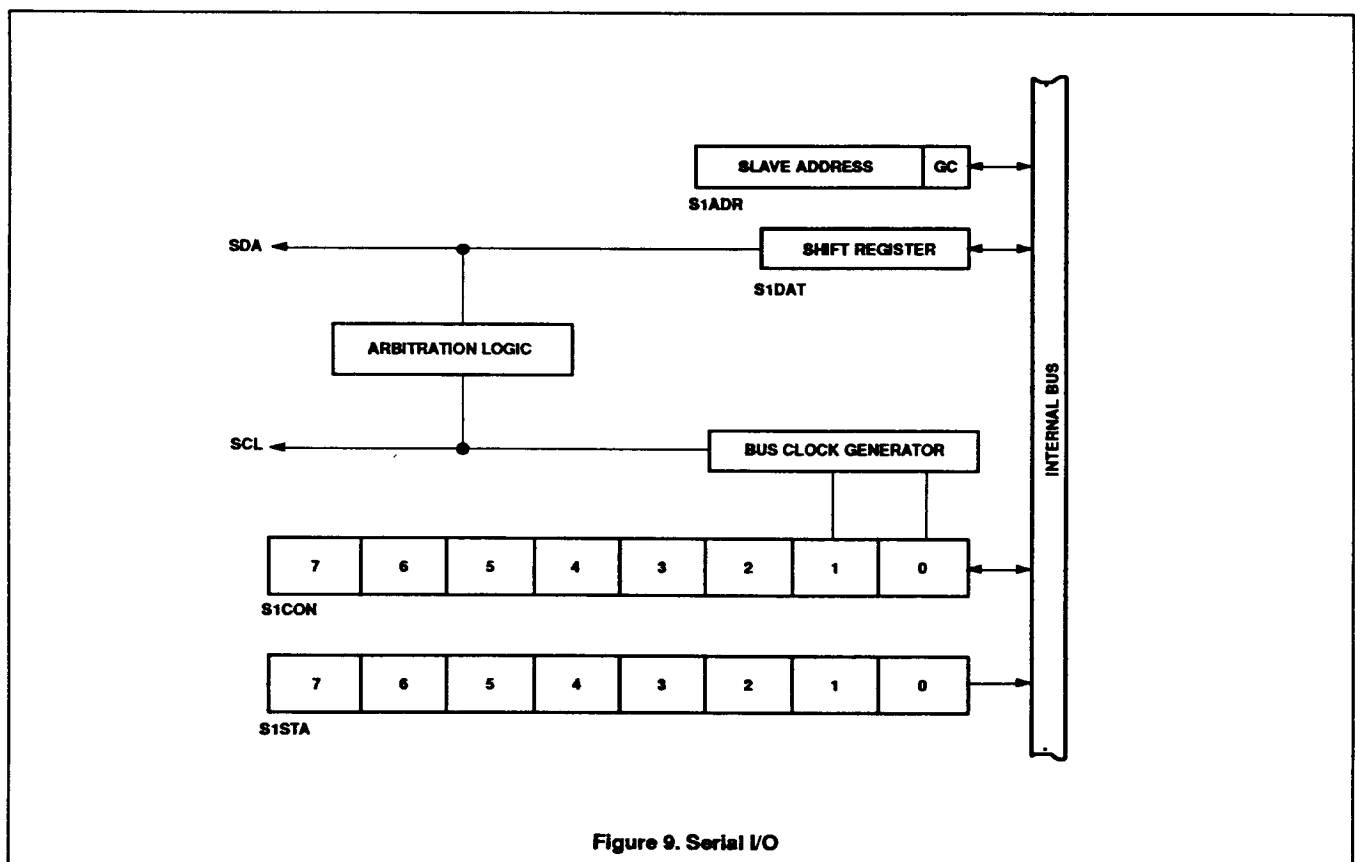 SLAVE ADDRESS GC
S1ADR
SDA
SHIFT REGISTER
S1DAT
ARBITRATION LOGIC
INTERNAL BUS
SCL
BUS CLOCK GENERATOR
7 6 5 4 3 2 1 0
S1CON
7 6 5 4 3 2 1 0
S1STA
Figure 9. Serial I/O